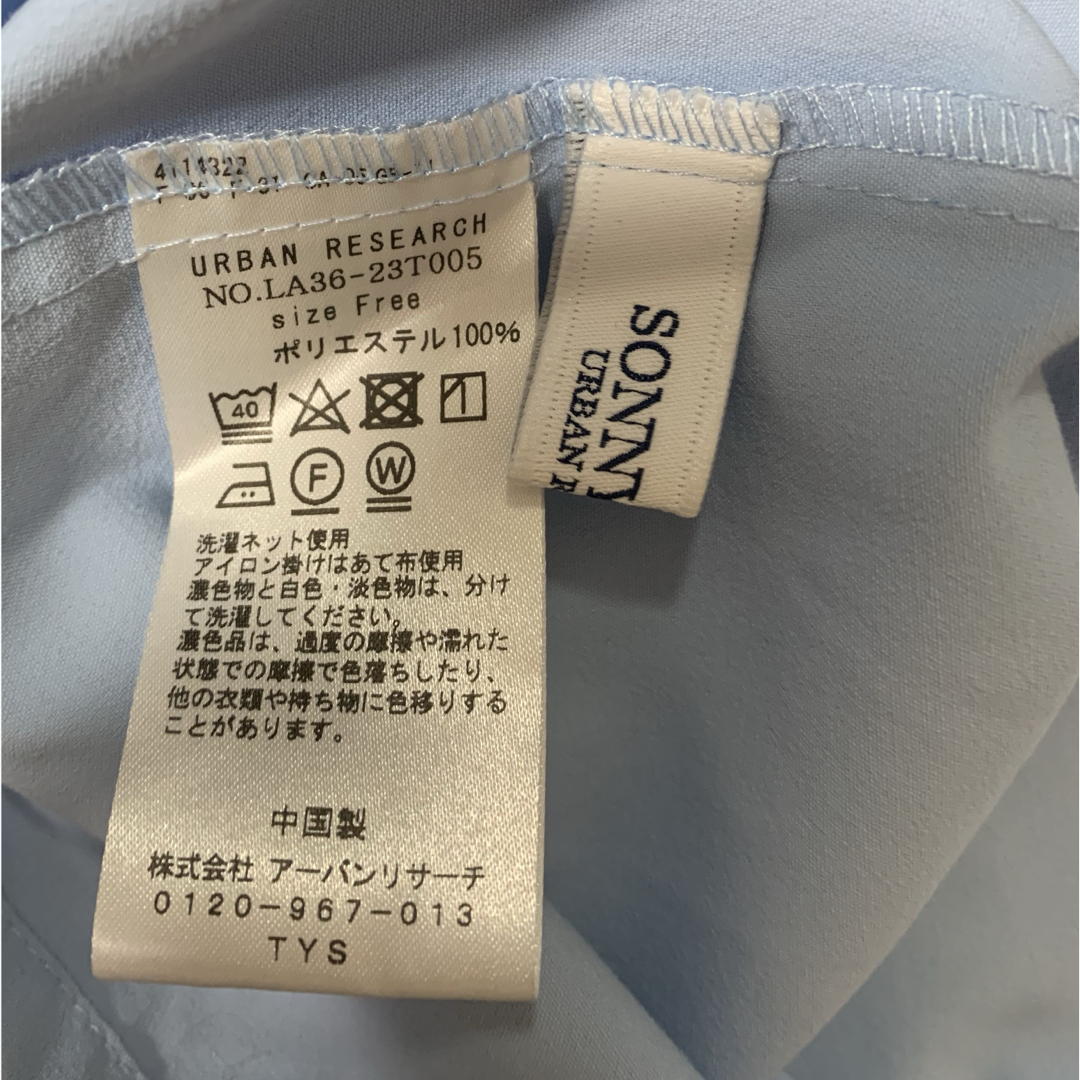 4114322
URBAN RESEARCH
NO.LA36-23T005
size Free
ポリエステル100%
40
F W
洗濯ネット使用
アイロン掛けはあて布使用
濃色物と白色・淡色物は、分け
て洗濯してください。
濃色品は、過度の摩擦や濡れた
状態での摩擦で色落ちしたり、
他の衣類や持ち物に色移りする
ことがあります。
中国製
株式会社 アーバンリサーチ
0120-967-013
TYS
SONNY
URBAN R